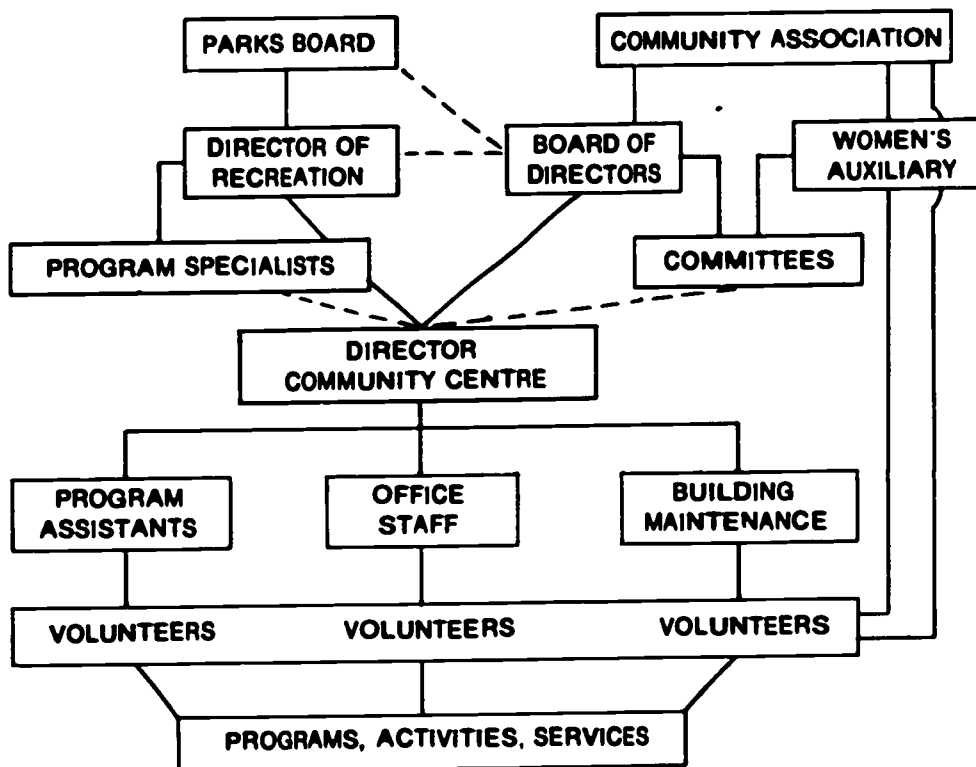 PARKS BOARD
COMMUNITY ASSOCIATION
DIRECTOR OF
RECREATION
BOARD OF
DIRECTORS
WOMEN'S
AUXILIARY
PROGRAM SPECIALISTS
COMMITTEES
DIRECTOR
COMMUNITY CENTRE
PROGRAM
ASSISTANTS
OFFICE
STAFF
BUILDING
MAINTENANCE
VOLUNTEERS
VOLUNTEERS
VOLUNTEERS
PROGRAMS, ACTIVITIES, SERVICES